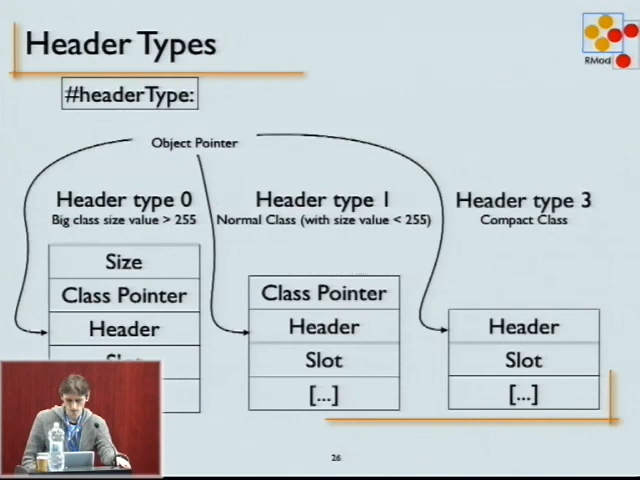 Header Types
RMod
#headerType:
Object Pointer
Header type 0
Big class size value > 255
Header type 1
Normal Class (with size value < 255)
Header type 3
Compact Class
Size
Class Pointer
Header
Slot
Class Pointer
Header
Slot
[...]
Header
Slot
[...]
26